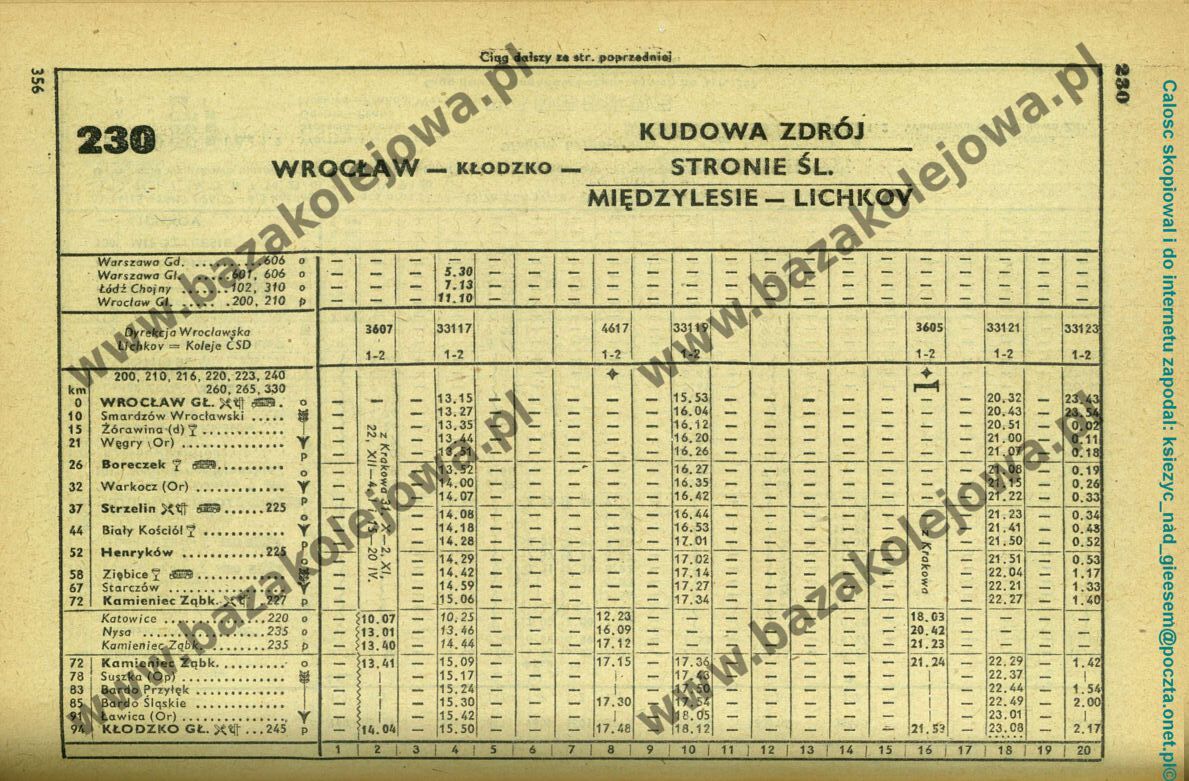 Ciąg dalszy ze str. poprzedniej
356
230
230
KUDOWA ZDRÓJ
WROCŁAW — KŁODZKO — STRONIE ŚL.
MIĘDZYLESIE — LICHKOV
Warszawa Gd. 606 o — — — — — — — — — — — — — — — — — — — —
Warszawa Gł. 601, 606 o — — — 5.30 — — — — — — — — — — — — — — — —
Łódź Chojny 102, 310 o — — — 7.13 — — — — — — — — — — — — — — — —
Wrocław Gł. 200, 210 p — — — 11.10 — — — — — — — — — — — — — — — —
Dyrekcja Wrocławska 3607 33117 4617 33119 3605 33121 33123
Lichkov = Koleje ČSD 1-2 1-2 1-2 1-2 1-2 1-2 1-2
200, 210, 216, 220, 223, 240
km 260, 265, 330
0 WROCŁAW GŁ. o 13.15 15.53 20.32 23.43
10 Smardzów Wrocławski 13.27 16.04 20.43 23.54
15 Żórawina (d) 13.35 16.12 20.51 0.02
21 Węgry (Or) 13.44 16.20 21.00 0.11
p 16.26 21.07 0.18
26 Boreczek o 13.52 16.27 21.08 0.19
32 Warkocz (Or) 14.00 16.35 21.15 0.26
p 14.07 16.42 21.22 0.33
37 Strzelin 225 o 14.08 16.44 21.23 0.34
44 Biały Kościół 14.18 16.53 21.41 0.43
p 14.28 17.01 21.50 0.52
52 Henryków 225 o 14.29 17.02 21.51 0.53
58 Ziębice 14.42 17.14 22.04 1.17
67 Starczów 14.59 17.27 22.21 1.33
72 Kamieniec Ząbk. 227 p 15.06 17.34 22.27 1.40
z Krakowa
22. XII—
20 IV.
z Krakowa
Katowice 220 o 10.07 10.25 12.23 18.03
Nysa 235 o 13.01 13.46 16.09 20.42
Kamieniec Ząbk. 235 p 13.40 14.44 17.12 21.23
72 Kamieniec Ząbk. o 13.41 15.09 17.15 17.36 21.24 22.29 1.42
78 Suszka (Op) 15.17 17.43 22.37
83 Bardo Przyłęk 15.24 17.50 22.44 1.54
85 Bardo Śląskie 15.30 17.30 17.54 22.49 2.00
91 Ławica (Or) 15.42 18.05 23.01
94 KŁODZKO GŁ. 245 p 14.04 15.50 17.48 18.12 21.53 23.08 2.17
1 2 3 4 5 6 7 8 9 10 11 12 13 14 15 16 17 18 19 20
www.bazakolejowa.pl
www.bazakolejowa.pl
www.bazakolejowa.pl
www.bazakolejowa.pl
Calosc skopiowal i do internetu zapodal: ksiezyc_nad_gieesem@poczta.onet.pl©